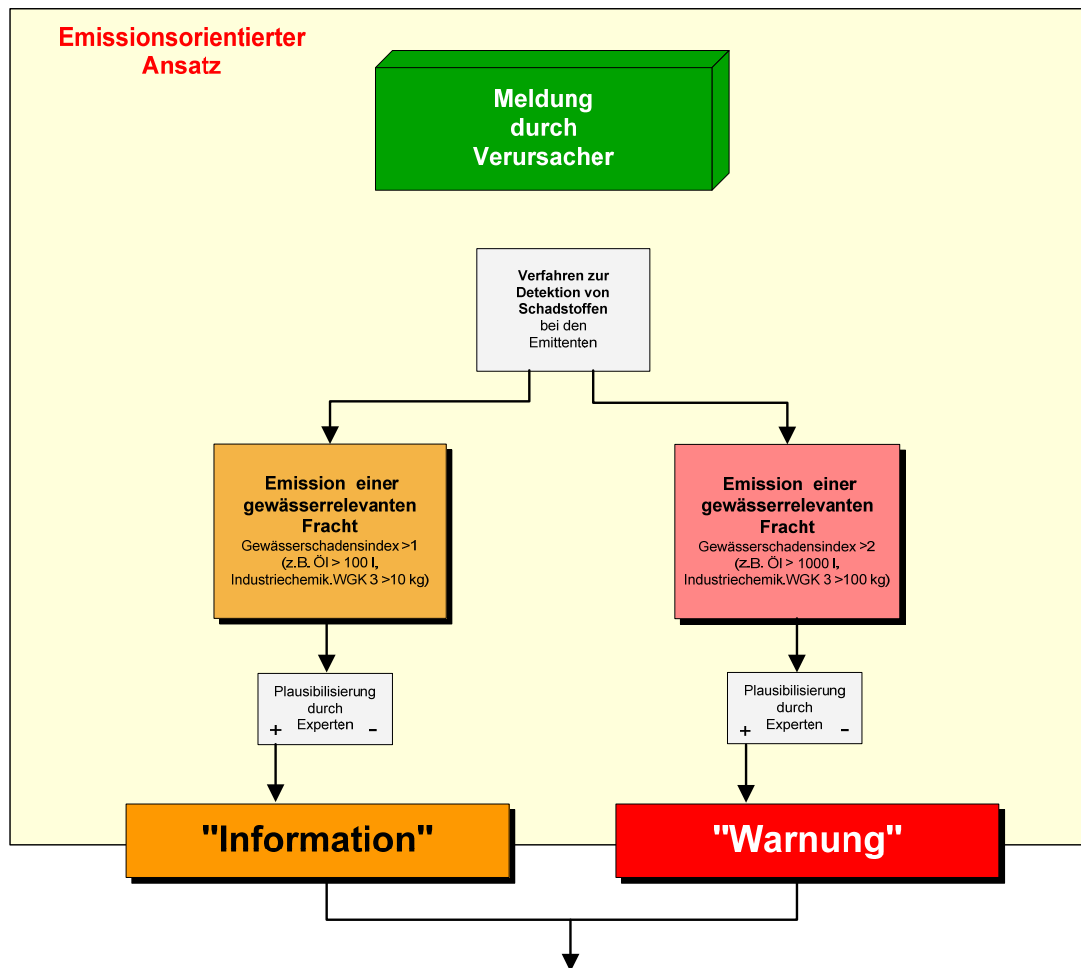 Emissionsorientierter
Ansatz
Meldung
durch
Verursacher
Verfahren zur
Detektion von
Schadstoffen
bei den
Emittenten
Emission einer
gewässerrelevanten
Fracht
Gewässerschadensindex >1
(z.B. Öl > 100 l,
Industriechemik.WGK 3 >10 kg)
Emission einer
gewässerrelevanten
Fracht
Gewässerschadensindex >2
(z.B. Öl > 1000 l,
Industriechemik.WGK 3 >100 kg)
Plausibilisierung
durch
Experten
+ -
Plausibilisierung
durch
Experten
+ -
"Information"
"Warnung"